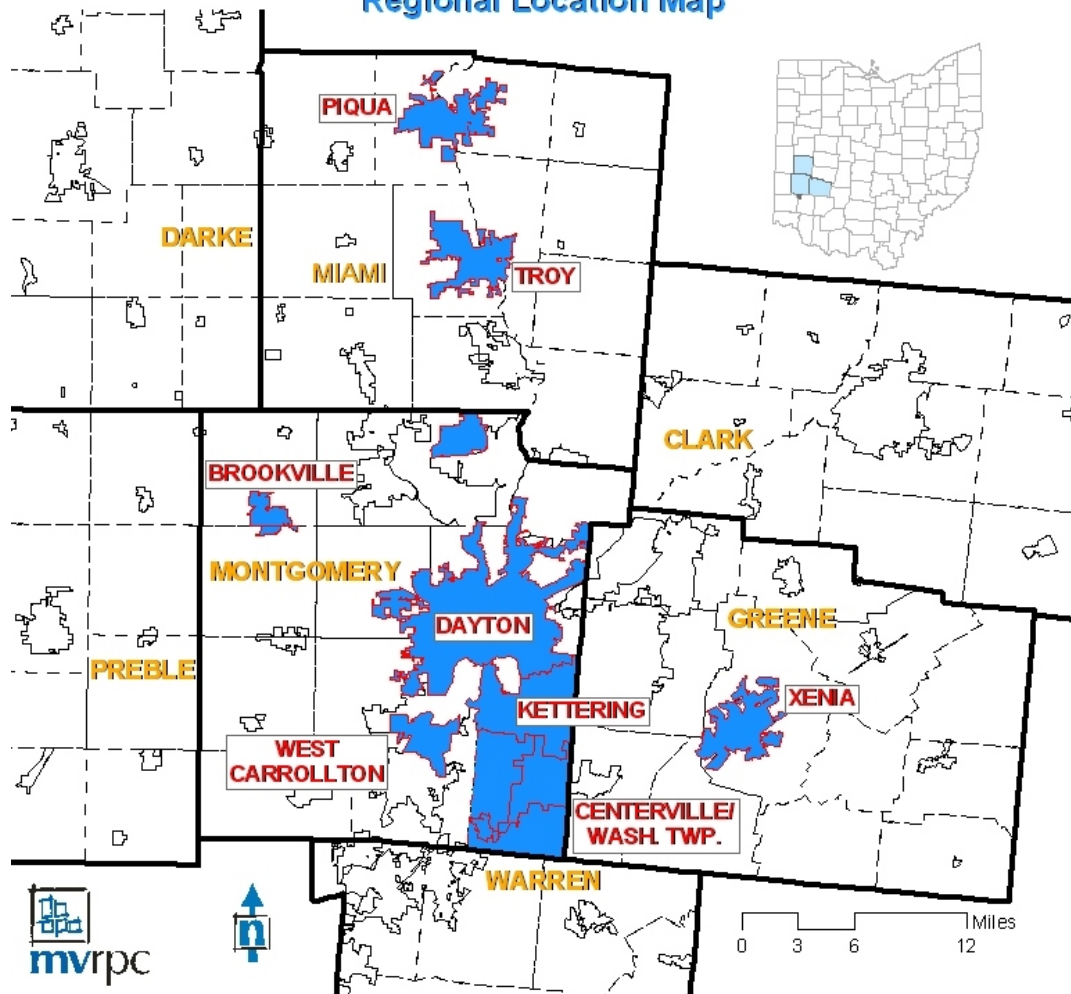 Regional Location Map
PIQUA
DARKE
MIAMI
TROY
CLARK
BROOKVILLE
MONTGOMERY
DAYTON
GREENE
PREBLE
KETTERING
XENIA
WEST
CARROLLTON
CENTERVILLE/
WASH. TWP.
WARREN
mvrpc
n
Miles
0 3 6 12